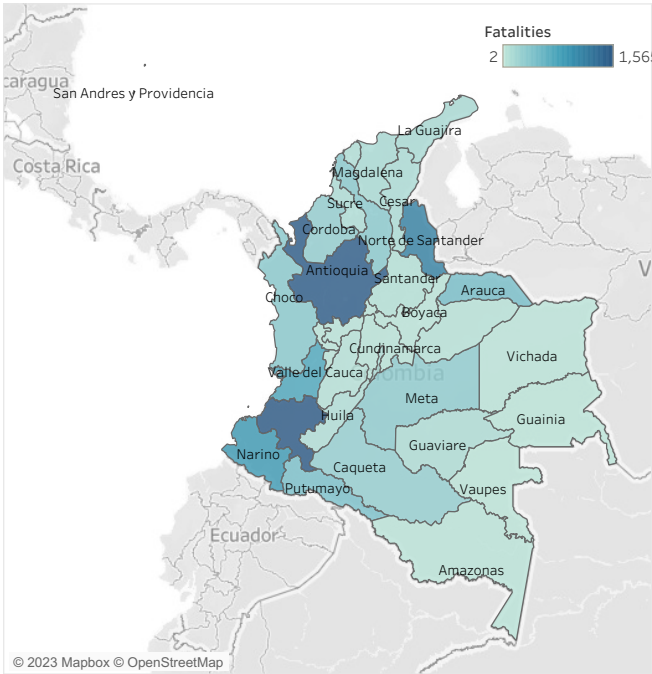 Fatalities
2
1,565
caragua
San Andres y Providencia
La Guajira
Costa Rica
Magdalena
Cesar
Sucre
Cordoba
Norte de Santander
V
Antioquia
Santander
Choco
Arauca
Boyaca
Cundinamarca
Vichada
Valle del Cauca
ombia
Meta
Huila
Guainia
Guaviare
Narino
Caqueta
Putumayo
Vaupes
Ecuador
Amazonas
© 2023 Mapbox © OpenStreetMap